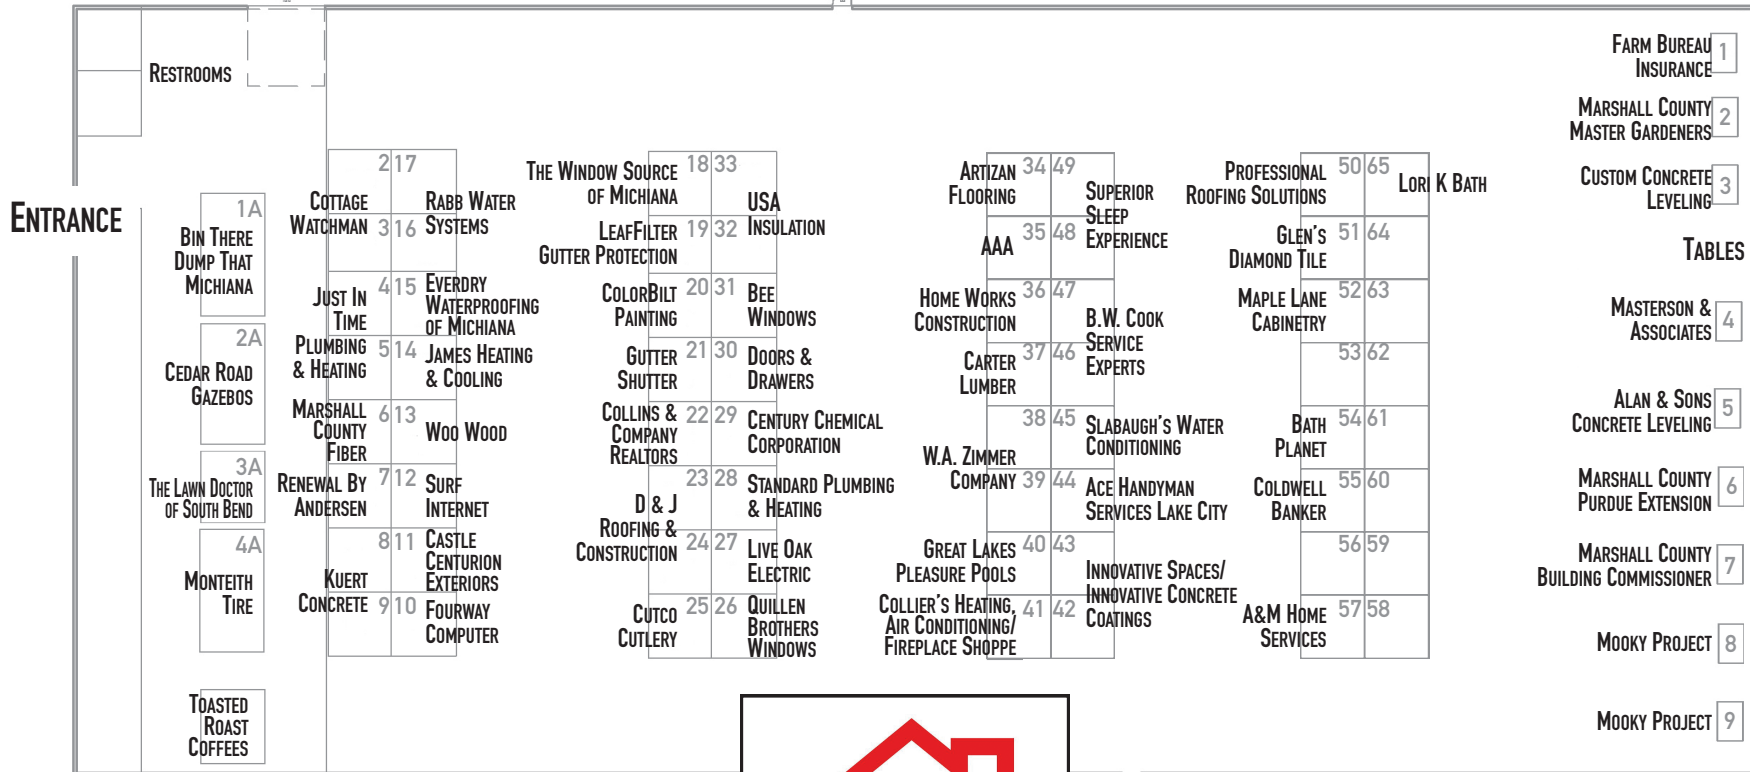 RESTROOMS
ENTRANCE
1A
BIN THERE
DUMP THAT
MICHIANA
2A
CEDAR ROAD
GAZEBOS
3A
THE LAWN DOCTOR
OF SOUTH BEND
4A
MONTEITH
TIRE
TOASTED
ROAST
COFFEES
2 17
COTTAGE
WATCHMAN 3 16
RABB WATER
SYSTEMS
4 15
JUST IN
TIME
PLUMBING
& HEATING
EVERDRY
WATERPROOFING
OF MICHIANA
5 14
JAMES HEATING
& COOLING
MARSHALL
COUNTY
FIBER
6 13
WOO WOOD
RENEWAL BY
ANDERSEN
7 12
SURF
INTERNET
8 11
CASTLE
CENTURION
EXTERIORS
KUERT
CONCRETE 9 10
FOURWAY
COMPUTER
THE WINDOW SOURCE
OF MICHIANA
18 33
USA
INSULATION
LEAFFILTER
GUTTER PROTECTION
19 32
COLORBILT
PAINTING
20 31
BEE
WINDOWS
GUTTER
SHUTTER
21 30
DOORS &
DRAWERS
COLLINS &
COMPANY
REALTORS
22 29
CENTURY CHEMICAL
CORPORATION
23 28
STANDARD PLUMBING
& HEATING
D & J
ROOFING &
CONSTRUCTION
24 27
LIVE OAK
ELECTRIC
CUTCO
CUTLERY
25 26
QUILLEN
BROTHERS
WINDOWS
ARTIZAN
FLOORING
34 49
SUPERIOR
SLEEP
EXPERIENCE
AAA
35 48
HOME WORKS
CONSTRUCTION
36 47
B.W. COOK
SERVICE
EXPERTS
CARTER
LUMBER
37 46
38 45
SLABAUGH'S WATER
CONDITIONING
W.A. ZIMMER
COMPANY 39 44
ACE HANDYMAN
SERVICES LAKE CITY
GREAT LAKES
PLEASURE POOLS
40 43
INNOVATIVE SPACES/
INNOVATIVE CONCRETE
COATINGS
COLLIER'S HEATING,
AIR CONDITIONING/
FIREPLACE SHOPPE
41 42
PROFESSIONAL
ROOFING SOLUTIONS
50 65
LORI K BATH
GLEN'S
DIAMOND TILE
51 64
MAPLE LANE
CABINETRY
52 63
53 62
BATH
PLANET
54 61
COLDWELL
BANKER
55 60
56 59
A&M HOME
SERVICES
57 58
FARM BUREAU
INSURANCE
1
MARSHALL COUNTY
MASTER GARDENERS
2
CUSTOM CONCRETE
LEVELING
3
TABLES
MASTERSON &
ASSOCIATES
4
ALAN & SONS
CONCRETE LEVELING
5
MARSHALL COUNTY
PURDUE EXTENSION
6
MARSHALL COUNTY
BUILDING COMMISSIONER
7
MOOKY PROJECT 8
MOOKY PROJECT 9